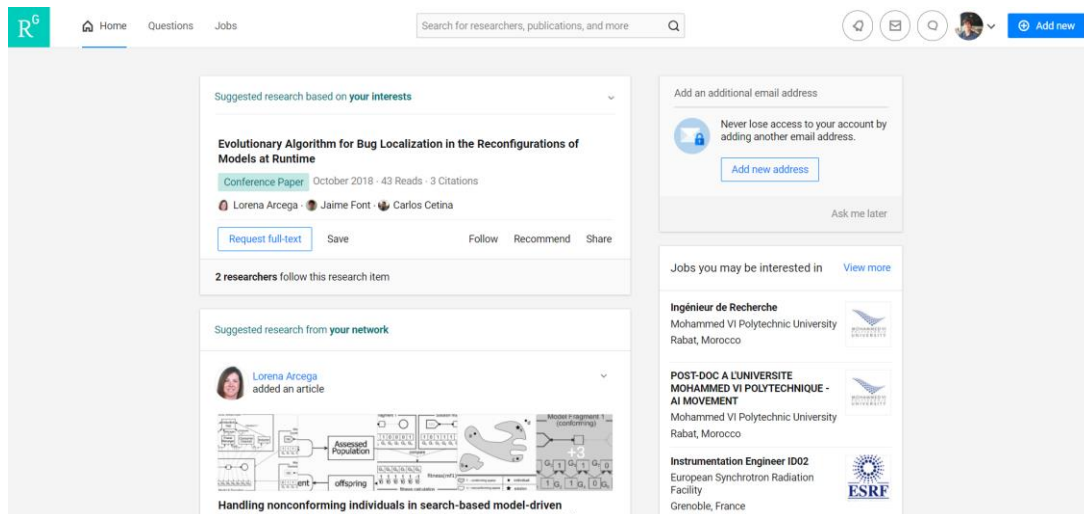 RG
Home Questions Jobs
Search for researchers, publications, and more
Add new
Suggested research based on your interests
Evolutionary Algorithm for Bug Localization in the Reconfigurations of
Models at Runtime
Conference Paper October 2018 · 43 Reads · 3 Citations
Lorena Arcega · Jaime Font · Carlos Cetina
Request full-text Save Follow Recommend Share
2 researchers follow this research item
Suggested research from your network
Lorena Arcega
added an article
Assessed
Population
offspring
Model Fragment 1
(conforming)
+3
Handling nonconforming individuals in search-based model-driven
Add an additional email address
Never lose access to your account by
adding another email address.
Add new address
Ask me later
Jobs you may be interested in View more
Ingénieur de Recherche
Mohammed VI Polytechnic University
Rabat, Morocco
POST-DOC A L'UNIVERSITE
MOHAMMED VI POLYTECHNIQUE -
AI MOVEMENT
Mohammed VI Polytechnic University
Rabat, Morocco
Instrumentation Engineer ID02
European Synchrotron Radiation
Facility
Grenoble, France
ESRF